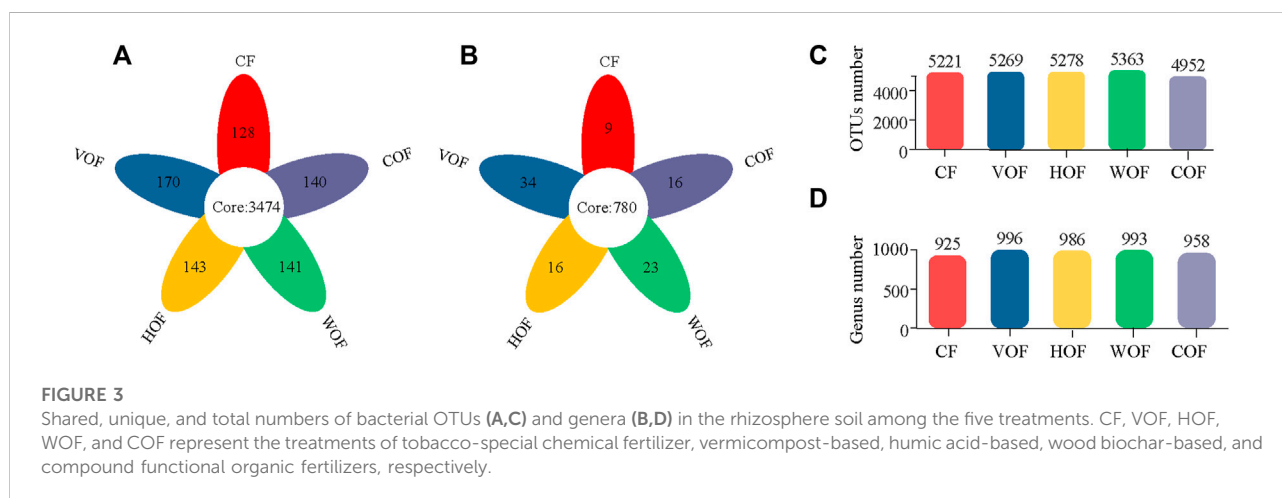 A
CF
128
VOF
170
COF
140
Core:3474
143
141
HOF
WOF
B
CF
9
VOF
34
COF
16
Core:780
16
23
HOF
WOF
C
OTUs number
4000
2000
0
5221 5269 5278 5363 4952
CF VOF HOF WOF COF
D
Genus number
1000
500
0
925 996 986 993 958
CF VOF HOF WOF COF
FIGURE 3
Shared, unique, and total numbers of bacterial OTUs (A,C) and genera (B,D) in the rhizosphere soil among the five treatments. CF, VOF, HOF,
WOF, and COF represent the treatments of tobacco-special chemical fertilizer, vermicompost-based, humic acid-based, wood biochar-based, and
compound functional organic fertilizers, respectively.